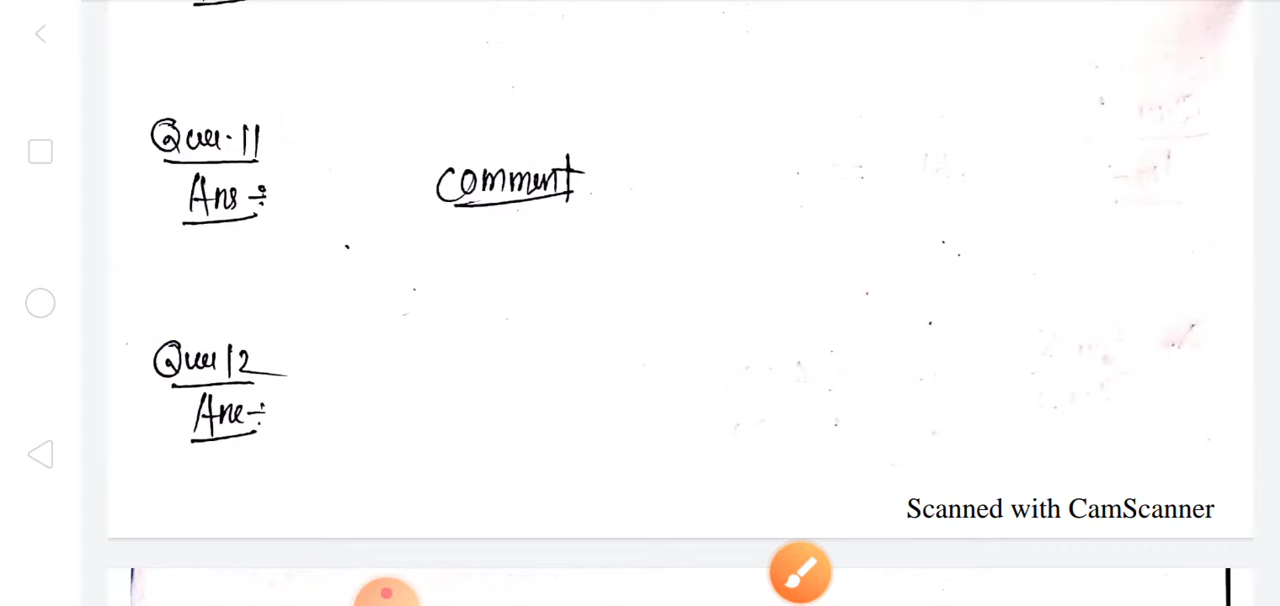 Que-11
Ans÷ comment
Que 12
Ans÷
Scanned with CamScanner